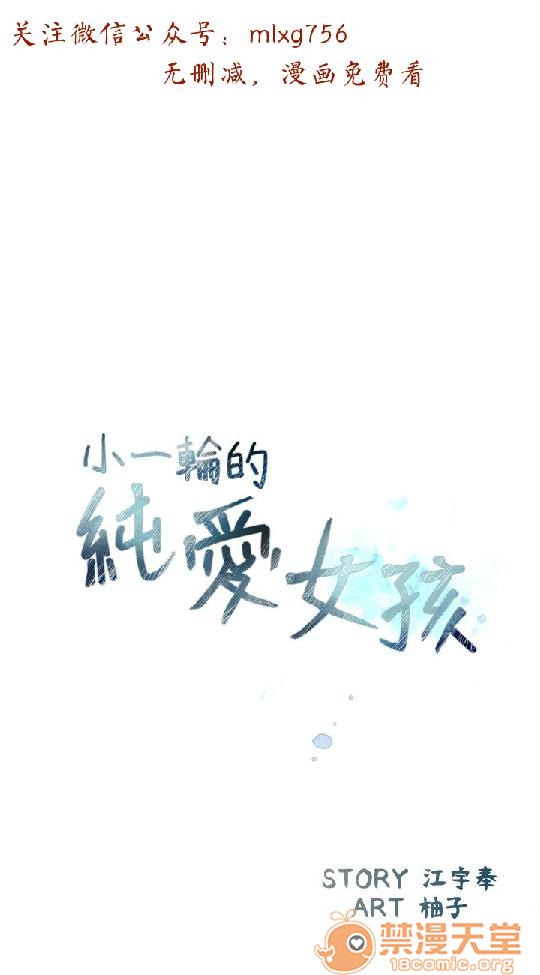 关注微信公众号：mlxg756
无删减，漫画免费看
小一輪的
純愛女孩
STORY 江宇奉
ART 柚子
禁漫天堂
18comic.org